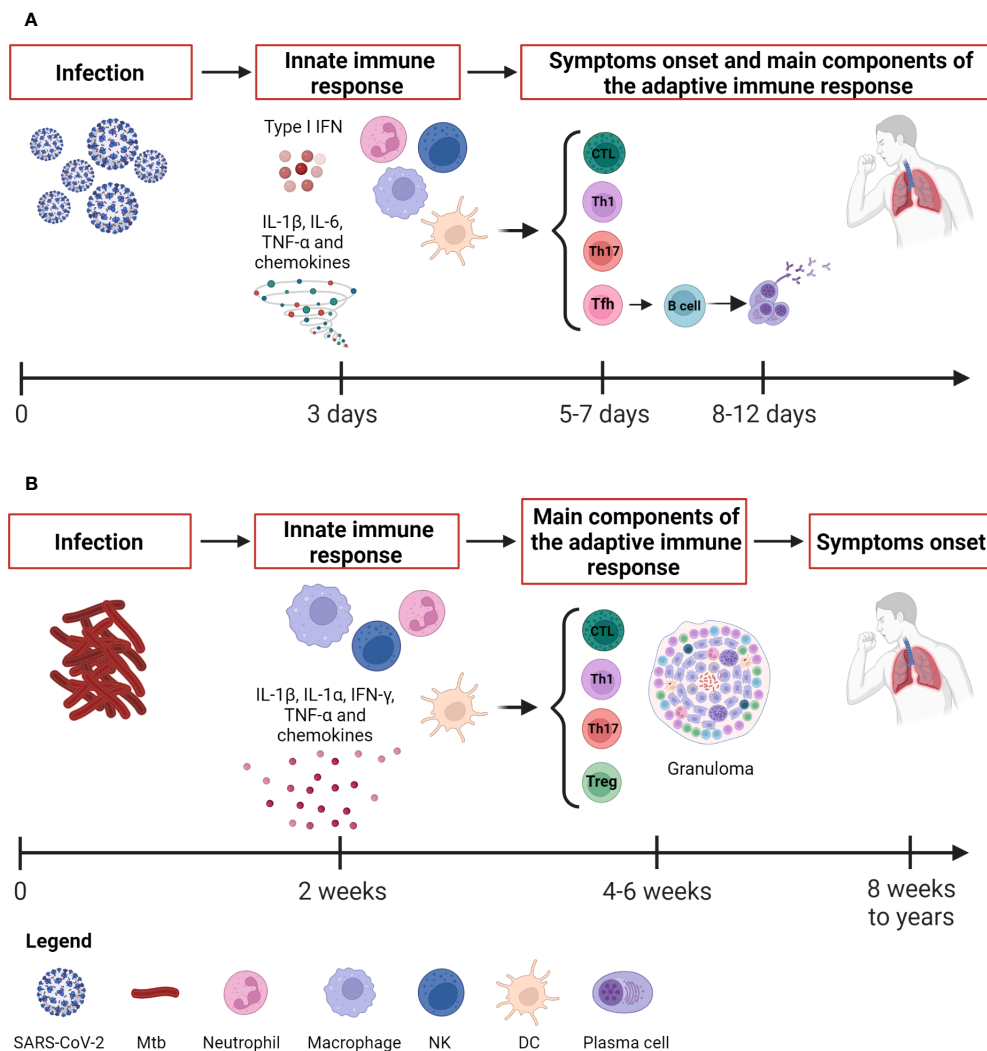 A
Infection
Innate immune
response
Symptoms onset and main components of
the adaptive immune response
Type I IFN
IL-1β, IL-6,
TNF-α and
chemokines
CTL
Th1
Th17
Tfh
B cell
0
3 days
5-7 days
8-12 days
B
Infection
Innate immune
response
Main components of
the adaptive immune
response
Symptoms onset
IL-1β, IL-1α, IFN-γ,
TNF-α and
chemokines
CTL
Th1
Th17
Treg
Granuloma
0
2 weeks
4-6 weeks
8 weeks
to years
Legend
SARS-CoV-2
Mtb
Neutrophil
Macrophage
NK
DC
Plasma cell